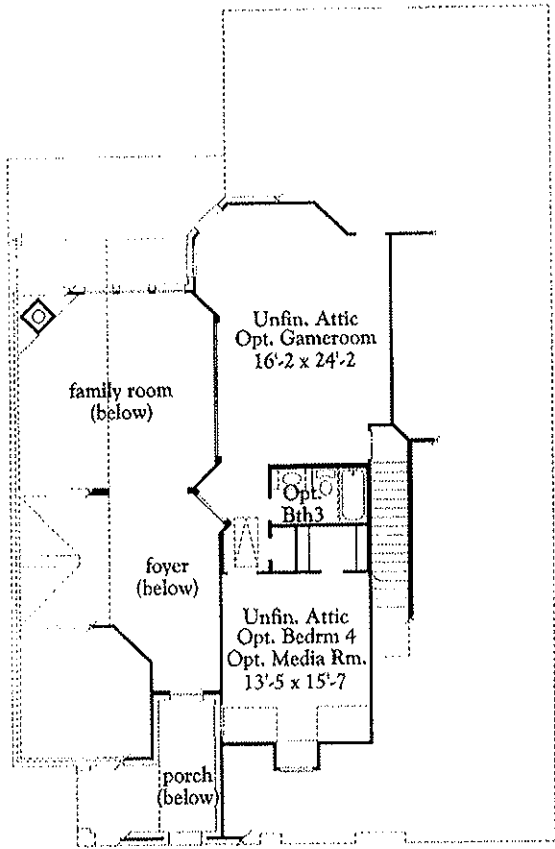 Unfin. Attic
Opt. Gameroom
16'-2 x 24'-2
family room
(below)
Opt.
Bth3
foyer
(below)
Unfin. Attic
Opt. Bedrm 4
Opt. Media Rm.
13'-5 x 15'-7
porch
(below)